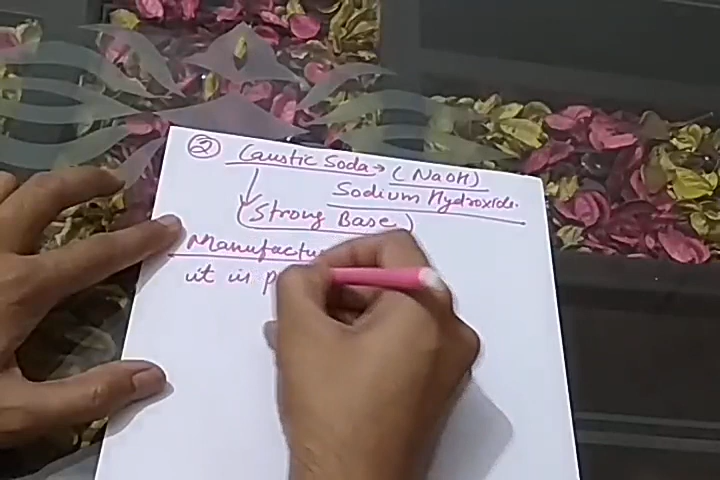 ② Caustic Soda → (NaOH)
Sodium Hydroxide.
(Strong Base)
it is